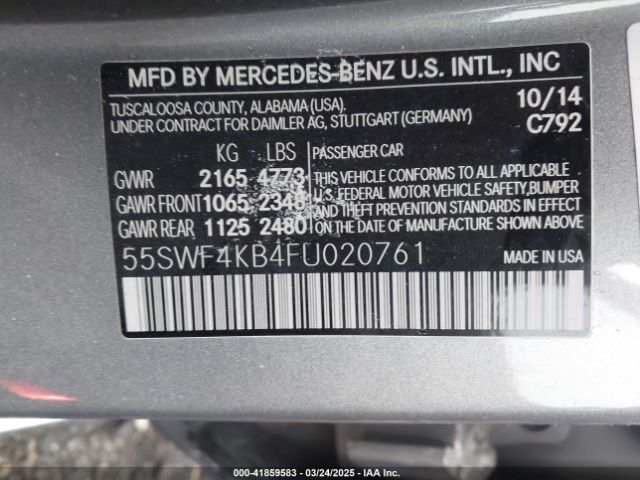 MFD BY MERCEDES-BENZ U.S. INTL., INC
TUSCALOOSA COUNTY, ALABAMA (USA). 10/14
UNDER CONTRACT FOR DAIMLER AG, STUTTGART (GERMANY) C792
KG LBS PASSENGER CAR
GVWR 2165 4773 THIS VEHICLE CONFORMS TO ALL APPLICABLE
GAWR FRONT 1065 2348 U.S. FEDERAL MOTOR VEHICLE SAFETY, BUMPER
GAWR REAR 1125 2480 AND THEFT PREVENTION STANDARDS IN EFFECT
ON THE DATE OF MANUFACTURE SHOWN ABOVE.
55SWF4KB4FU020761 MADE IN USA
000-41859583 - 03/24/2025 - IAA Inc.